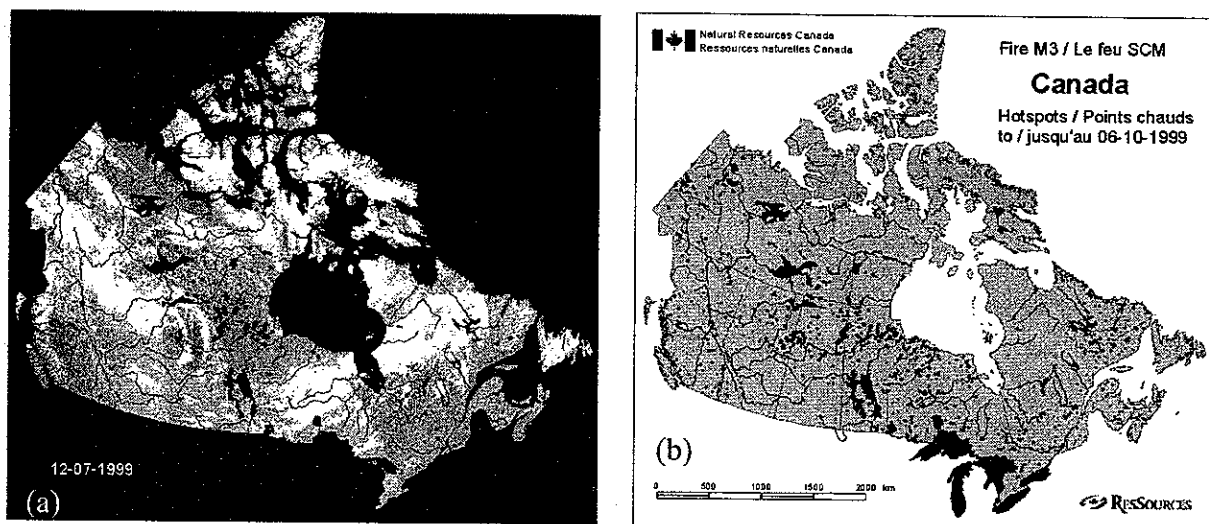 12-07-1999
(a)
Natural Resources Canada
Ressources naturelles Canada
Fire M3 / Le feu SCM
Canada
Hotspots / Points chauds
to / jusqu'au 06-10-1999
(b)
0 500 1000 1500 2000 km
RESSOURCES